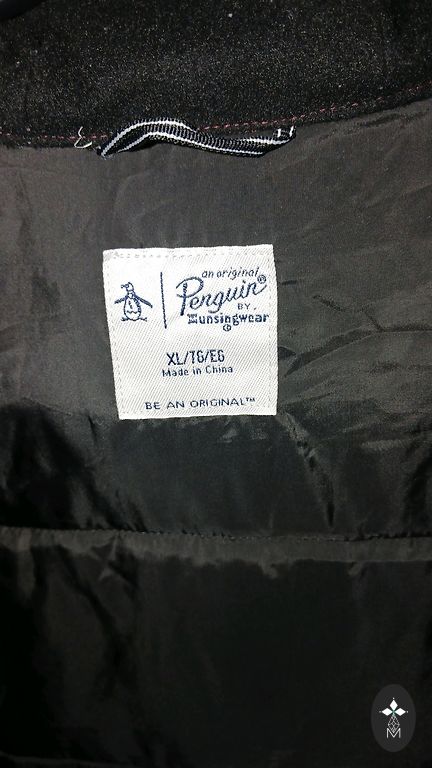 an original
Penguin®
BY
Munsingwear
®
XL/TG/EG
Made in China
BE AN ORIGINAL™
M